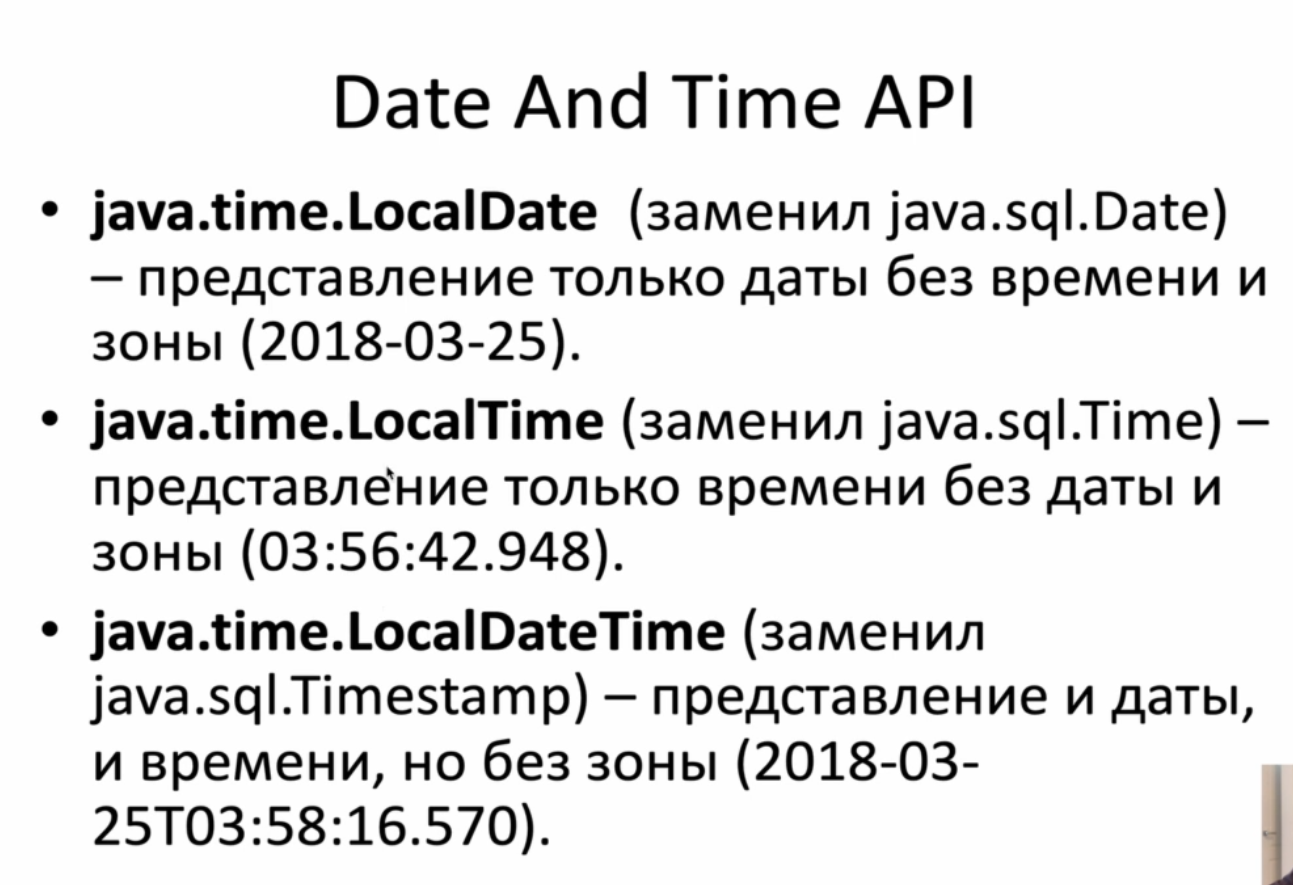 Date And Time API
• java.time.LocalDate (заменил java.sql.Date)
– представление только даты без времени и
зоны (2018-03-25).
• java.time.LocalTime (заменил java.sql.Time) –
представление только времени без даты и
зоны (03:56:42.948).
• java.time.LocalDateTime (заменил
java.sql.Timestamp) – представление и даты,
и времени, но без зоны (2018-03-
25T03:58:16.570).